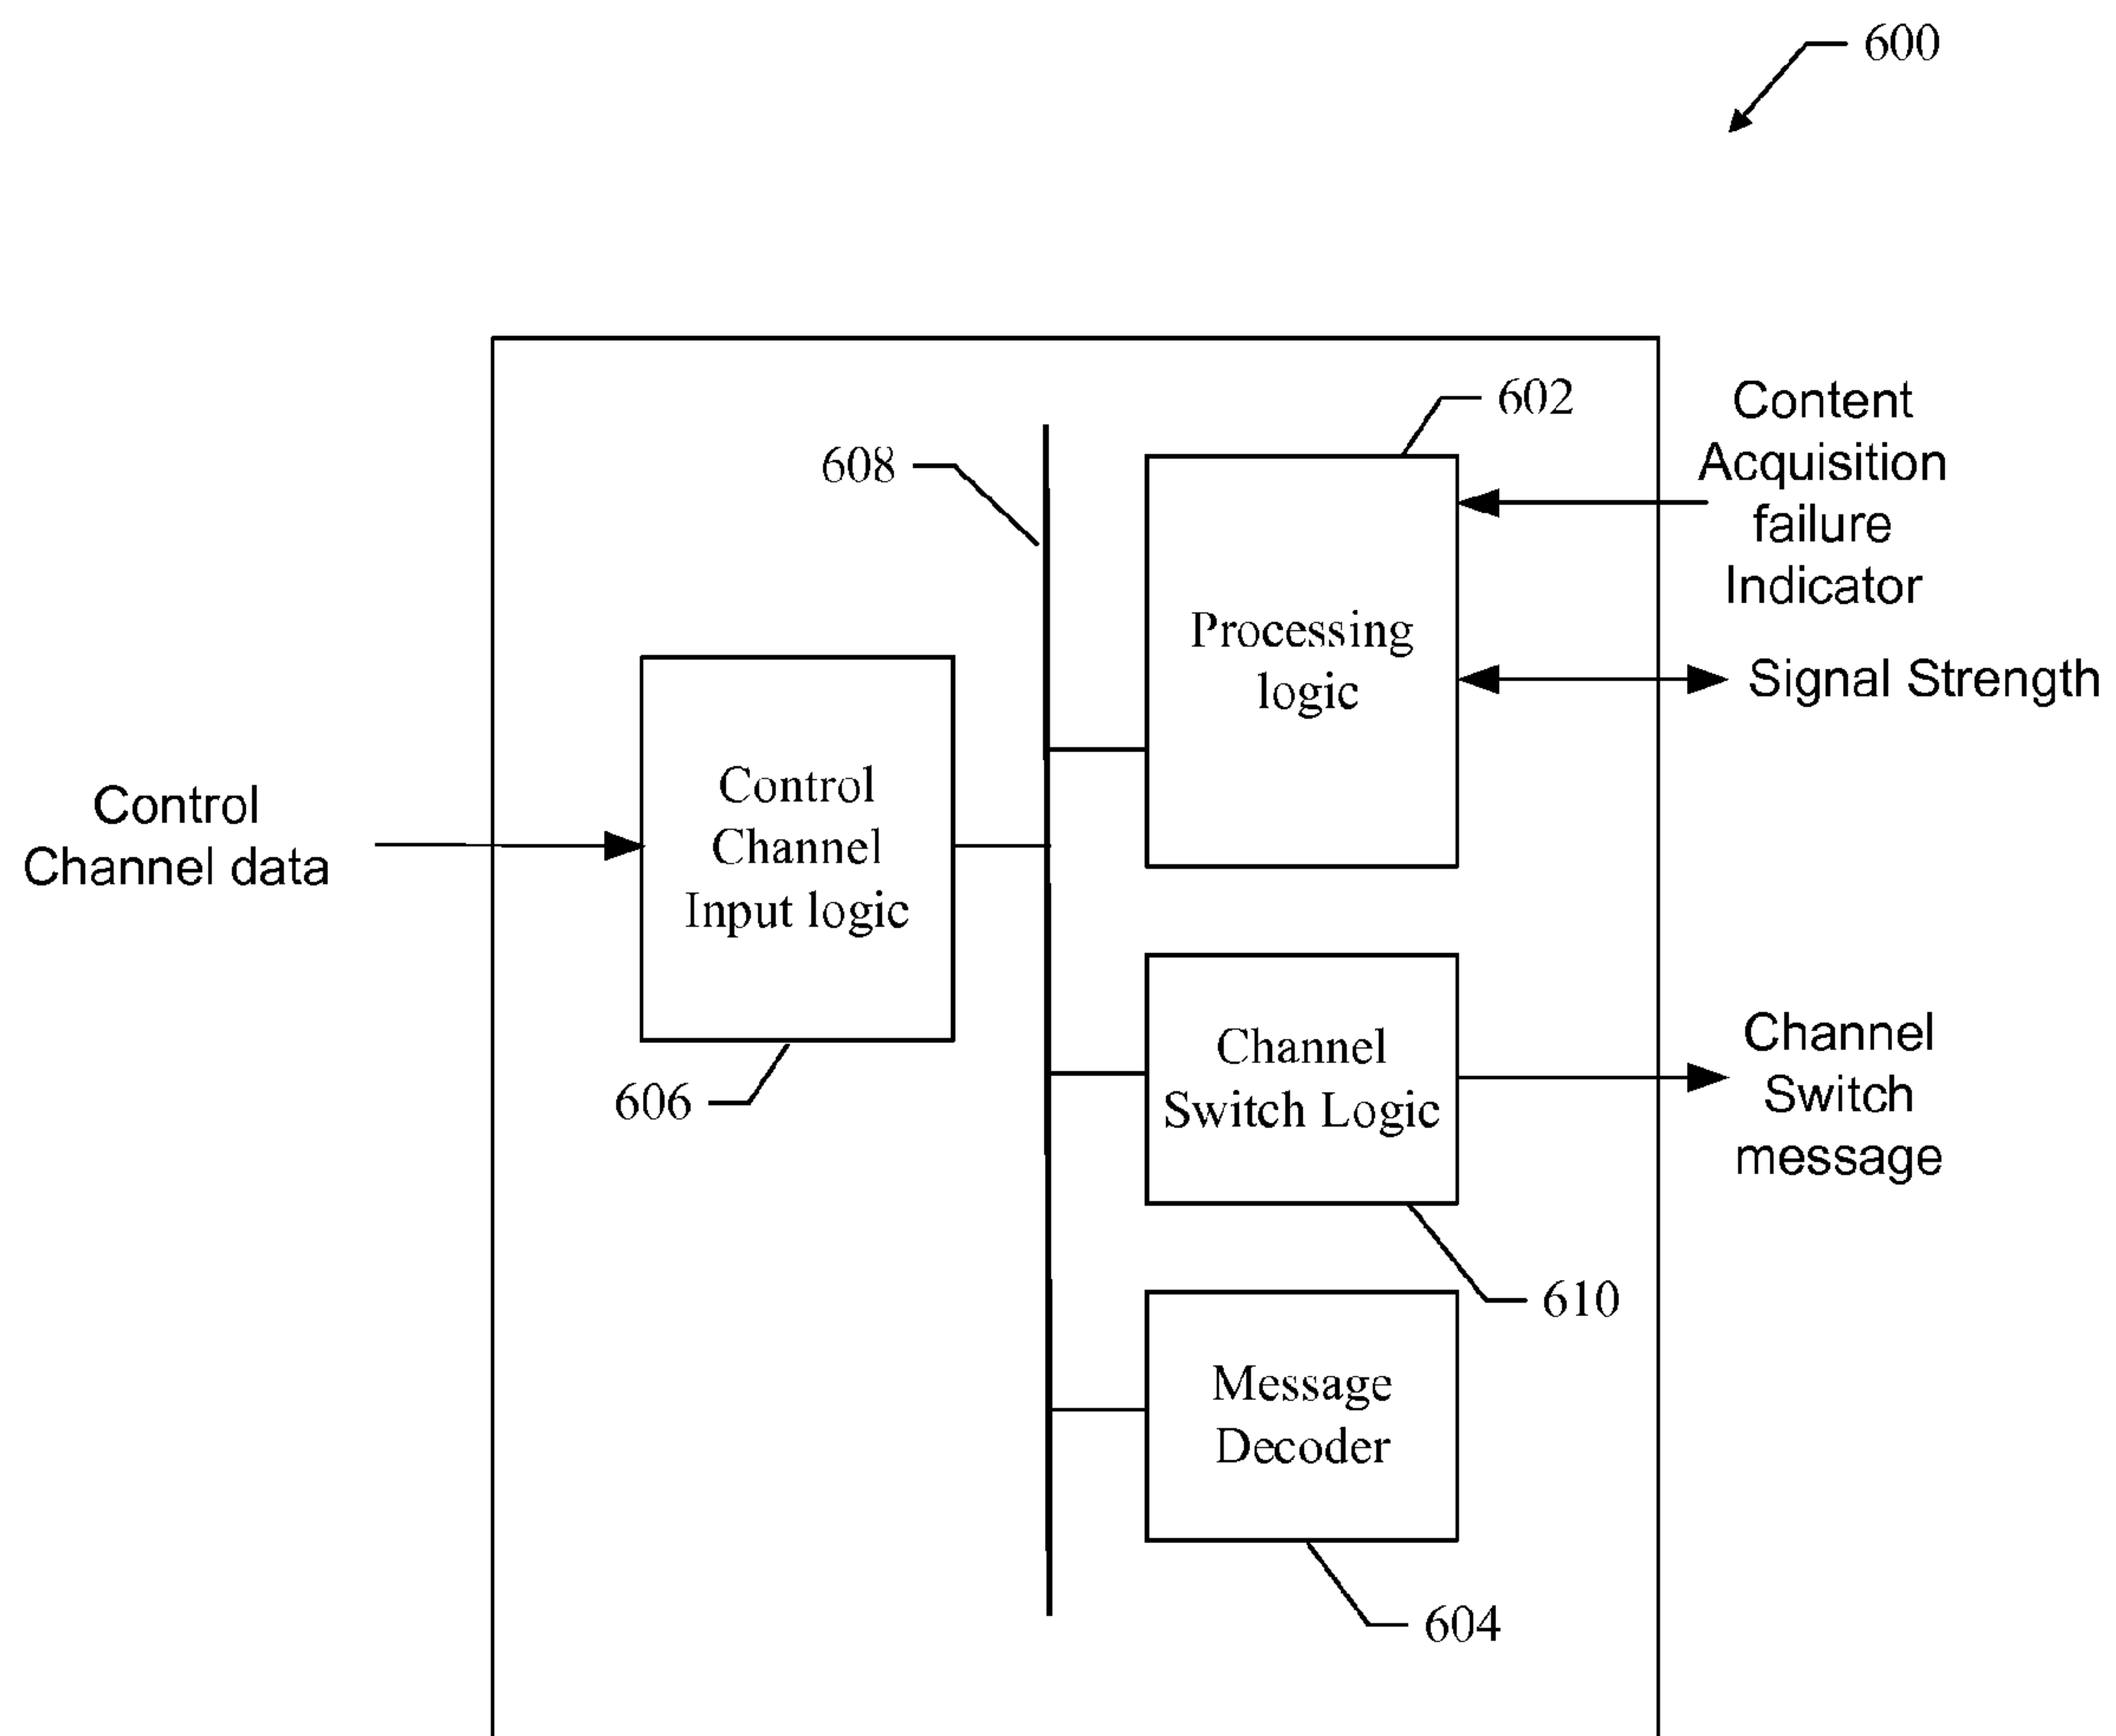 600
602
608
Content
Acquisition
failure
Indicator
Processing
logic
Signal Strength
Control
Channel data
Control
Channel
Input logic
606
Channel
Switch Logic
Channel
Switch
message
610
Message
Decoder
604